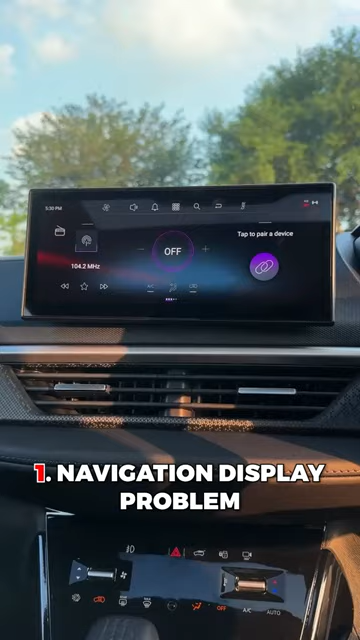 5:30 PM
OFF
Tap to pair a device
104.2 MHz
1. NAVIGATION DISPLAY
PROBLEM
OFF
A/C
AUTO